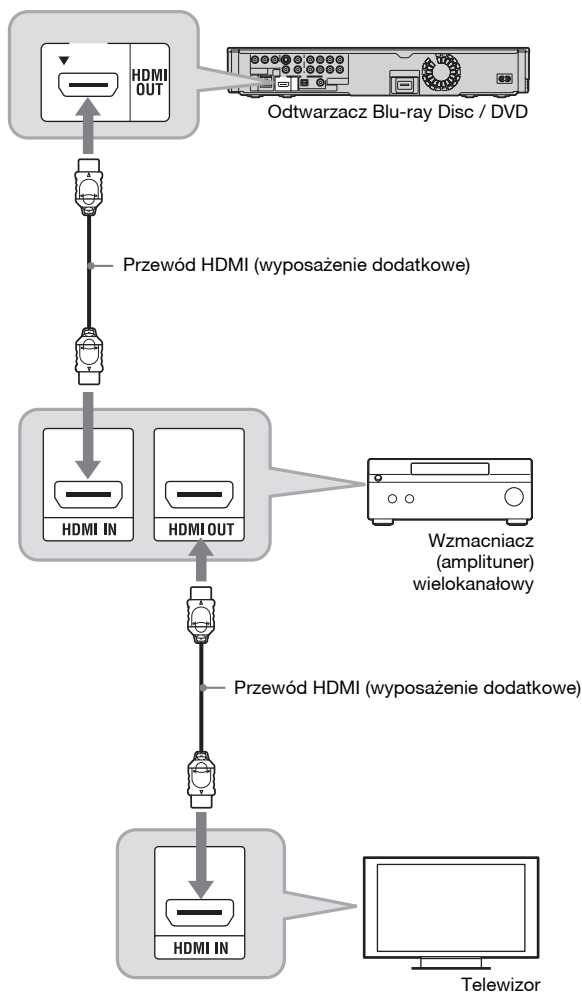 HDMI
OUT
Odtwarzacz Blu-ray Disc / DVD
Przewód HDMI (wyposażenie dodatkowe)
HDMI IN
HDMI OUT
Wzmacniacz
(amplituner)
wielokanałowy
Przewód HDMI (wyposażenie dodatkowe)
HDMI IN
Telewizor